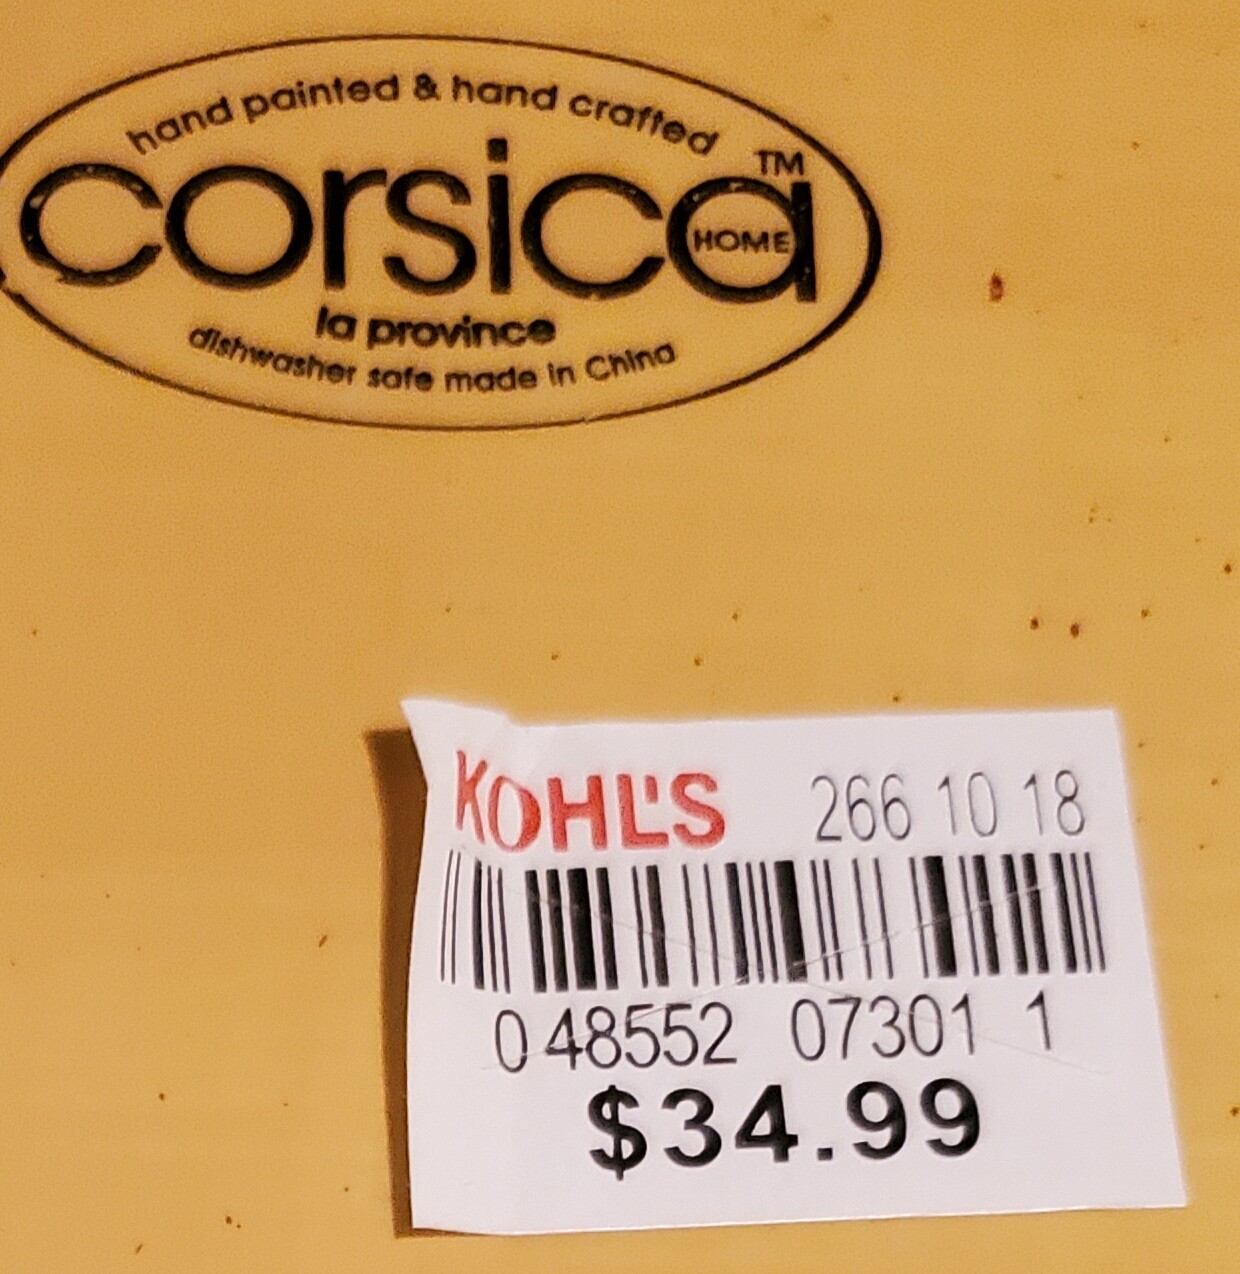 hand painted & hand crafted
corsica TM
HOME
la province
dishwasher safe made in China
KOHL'S 266 10 18
0 48552 07301 1
$34.99